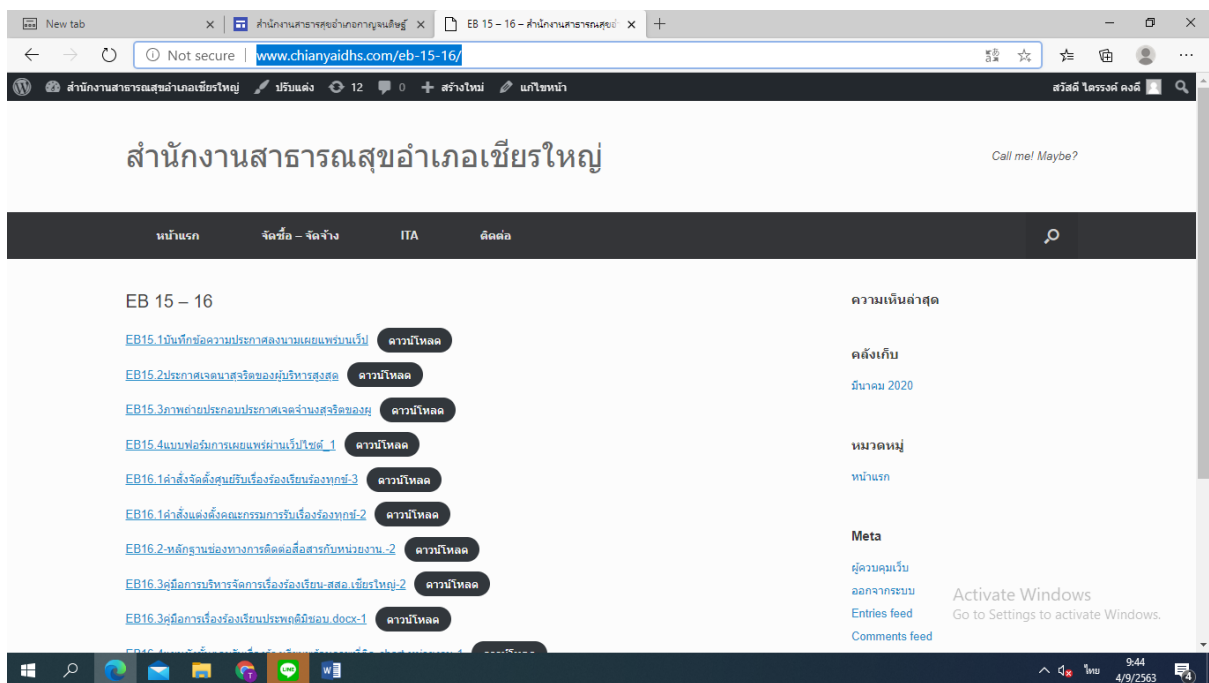 New tab
สำนักงานสาธารสุขอำเภอกาญจนดิษฐ์
EB 15 – 16 – สำนักงานสาธารณสุขอำ
Not secure
www.chianyaidhs.com/eb-15-16/
สำนักงานสาธารณสุขอำเภอเชียรใหญ่
ปรับแต่ง
12
0
สร้างใหม่
แก้ไขหน้า
สวัสดี ไตรรงค์ คงดี
สำนักงานสาธารณสุขอำเภอเชียรใหญ่
Call me! Maybe?
หน้าแรก
จัดซื้อ – จัดจ้าง
ITA
ติดต่อ
EB 15 – 16
EB15.1บันทึกข้อความประกาศลงนามเผยแพร่บนเว็ป ดาวน์โหลด
EB15.2ประกาศเจตนาสุจริตของผู้บริหารสูงสุด ดาวน์โหลด
EB15.3ภาพถ่ายประกอบประกาศเจตจำนงสุจริตของผุ ดาวน์โหลด
EB15.4แบบฟอร์มการเผยแพร่ผ่านเว็ปไซต์_1 ดาวน์โหลด
EB16.1คำสั่งจัดตั้งศูนย์รับเรื่องร้องเรียนร้องทุกข์-3 ดาวน์โหลด
EB16.1คำสั่งแต่งตั้งคณะกรรมการรับเรื่องร้องทุกข์-2 ดาวน์โหลด
EB16.2-หลักฐานช่องทางการติดต่อสื่อสารกับหน่วยงาน.-2 ดาวน์โหลด
EB16.3คู่มือการบริหารจัดการเรื่องร้องเรียน-สสอ.เชียรใหญ่-2 ดาวน์โหลด
EB16.3คู่มือการเรื่องร้องเรียนประพฤติมิชอบ.docx-1 ดาวน์โหลด
ความเห็นล่าสุด
คลังเก็บ
มีนาคม 2020
หมวดหมู่
หน้าแรก
Meta
ผู้ควบคุมเว็บ
ออกจากระบบ
Entries feed
Comments feed
Activate Windows
Go to Settings to activate Windows.
ไทย
9:44
4/9/2563
4